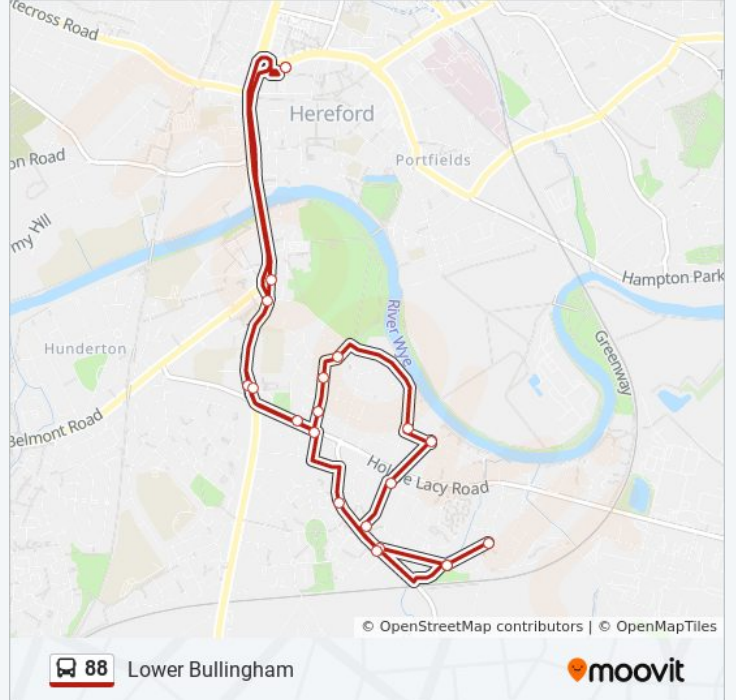 tecross Road
Hereford
Portfields
on Road
my Hill
Hampton Park
River Wye
Hunderton
Greenway
Belmont Road
Holme Lacy Road
© OpenStreetMap contributors | © OpenMapTiles
88 Lower Bullingham
moovit